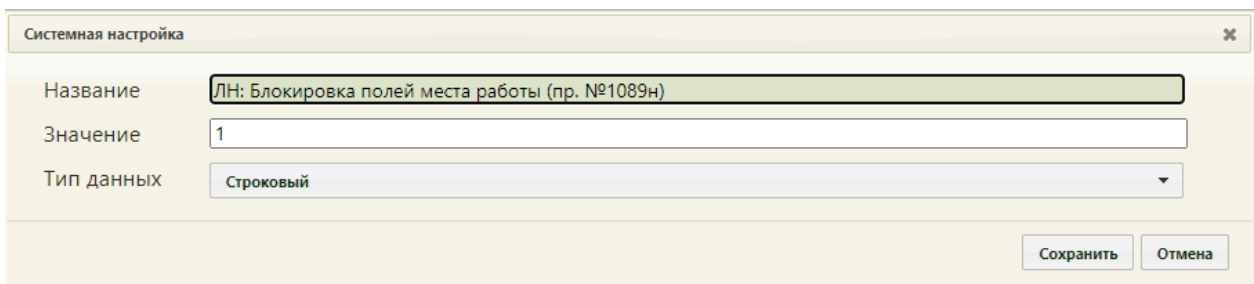 Системная настройка
Название ЛН: Блокировка полей места работы (пр. №1089н)
Значение 1
Тип данных Строковый
Сохранить Отмена